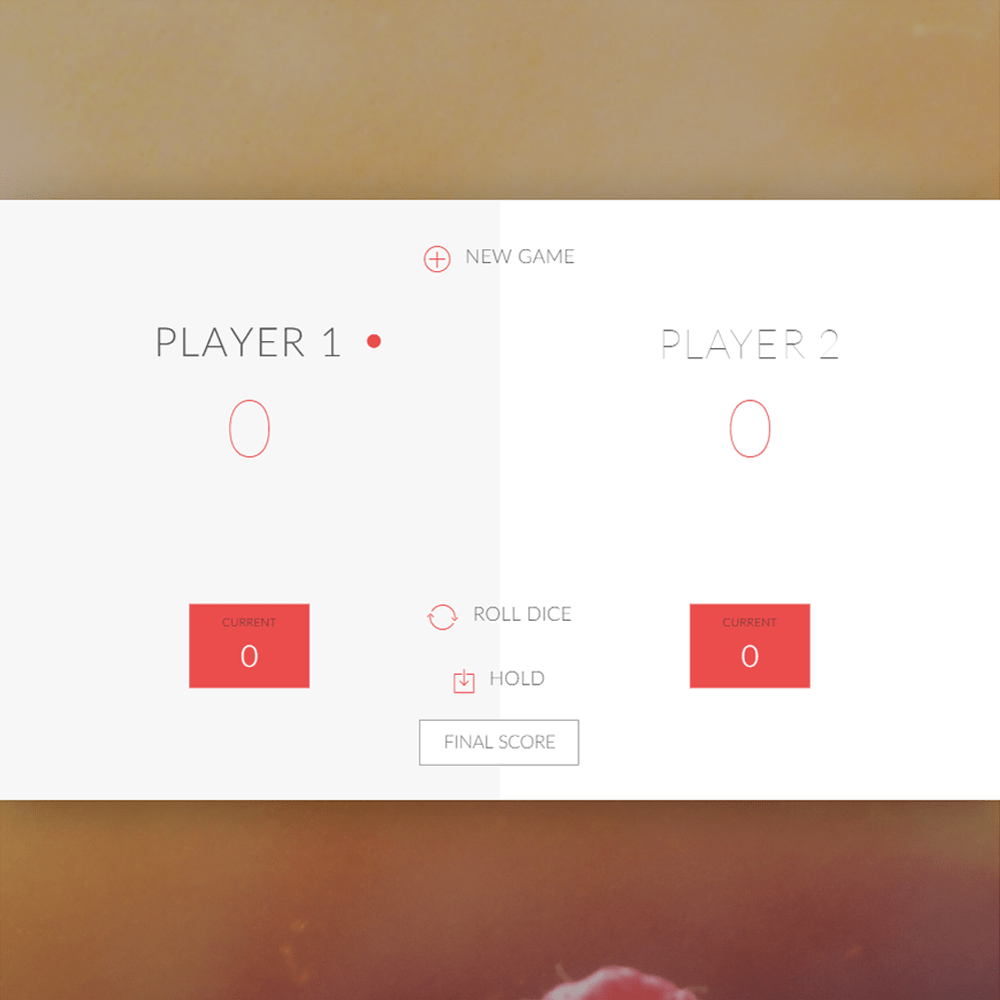 NEW GAME
PLAYER 1
PLAYER 2
0
0
CURRENT
0
ROLL DICE
HOLD
FINAL SCORE
CURRENT
0